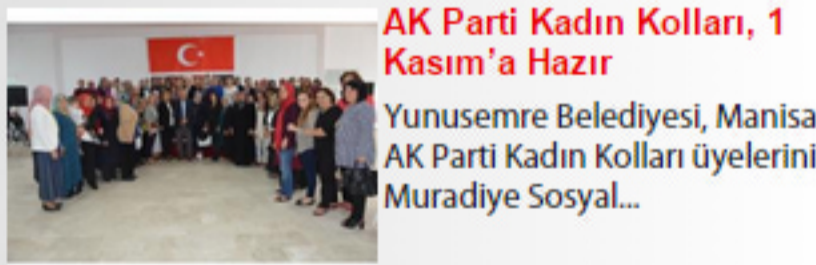 AK Parti Kadın Kolları, 1
Kasım’a Hazır
Yunusemre Belediyesi, Manisa
AK Parti Kadın Kolları üyelerini
Muradiye Sosyal...